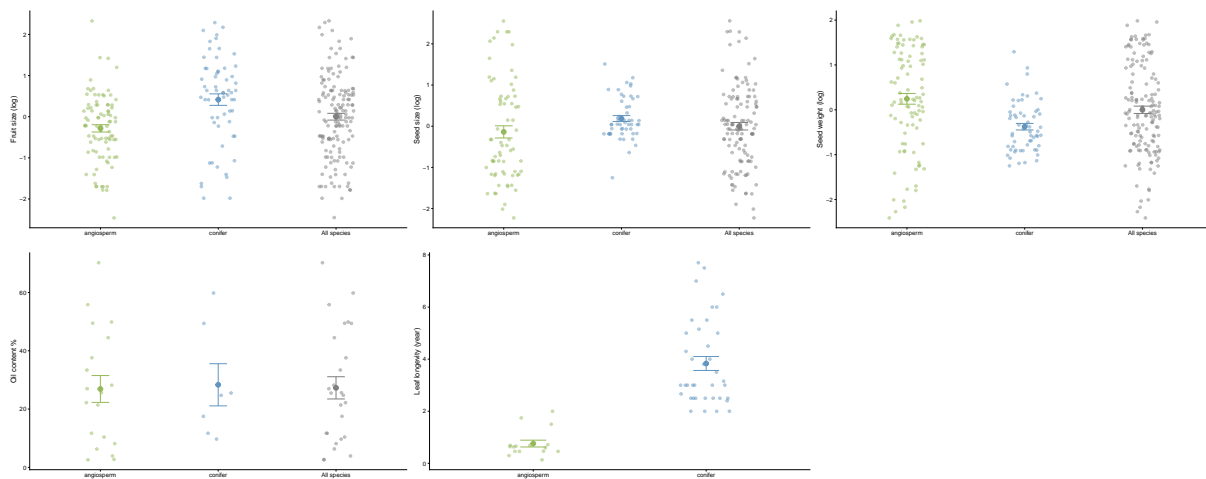 Fruit size (log)
2
1
0
−1
−2
angiosperm
conifer
All species
Seed size (log)
2
1
0
−1
−2
angiosperm
conifer
All species
Seed weight (log)
2
1
0
−1
−2
angiosperm
conifer
All species
Oil content %
60
40
20
0
angiosperm
conifer
All species
Leaf longevity (year)
8
6
4
2
0
angiosperm
conifer